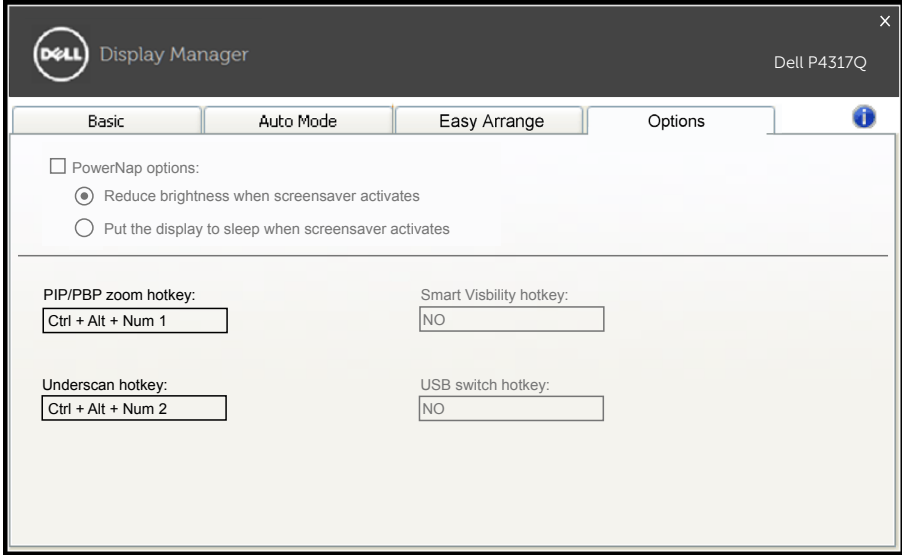 DELL Display Manager
Dell P4317Q
Basic Auto Mode Easy Arrange Options
PowerNap options:
Reduce brightness when screensaver activates
Put the display to sleep when screensaver activates
PIP/PBP zoom hotkey:
Ctrl + Alt + Num 1
Smart Visbility hotkey:
NO
Underscan hotkey:
Ctrl + Alt + Num 2
USB switch hotkey:
NO